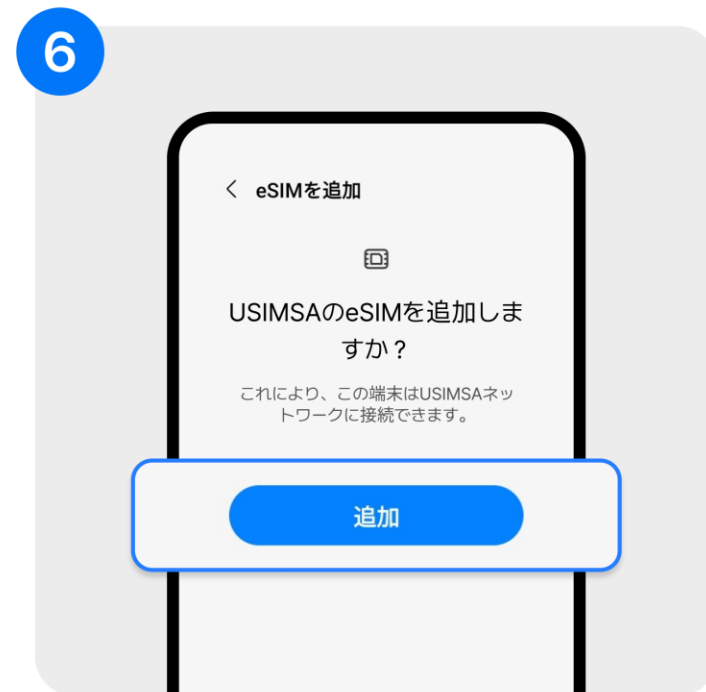 6
eSIMを追加
USIMSAのeSIMを追加しま
すか？
これにより、この端末はUSIMSAネッ
トワークに接続できます。
追加